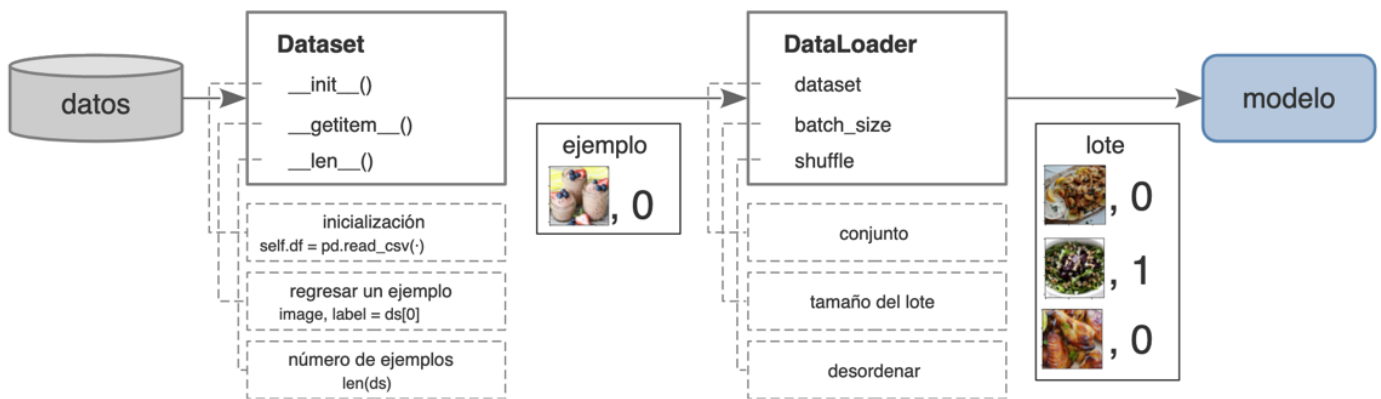 datos
Dataset
__init__()
__getitem__()
__len__()
inicialización
self.df = pd.read_csv(·)
regresar un ejemplo
image, label = ds[0]
número de ejemplos
len(ds)
ejemplo
, 0
DataLoader
dataset
batch_size
shuffle
conjunto
tamaño del lote
desordenar
lote
, 0
, 1
, 0
modelo